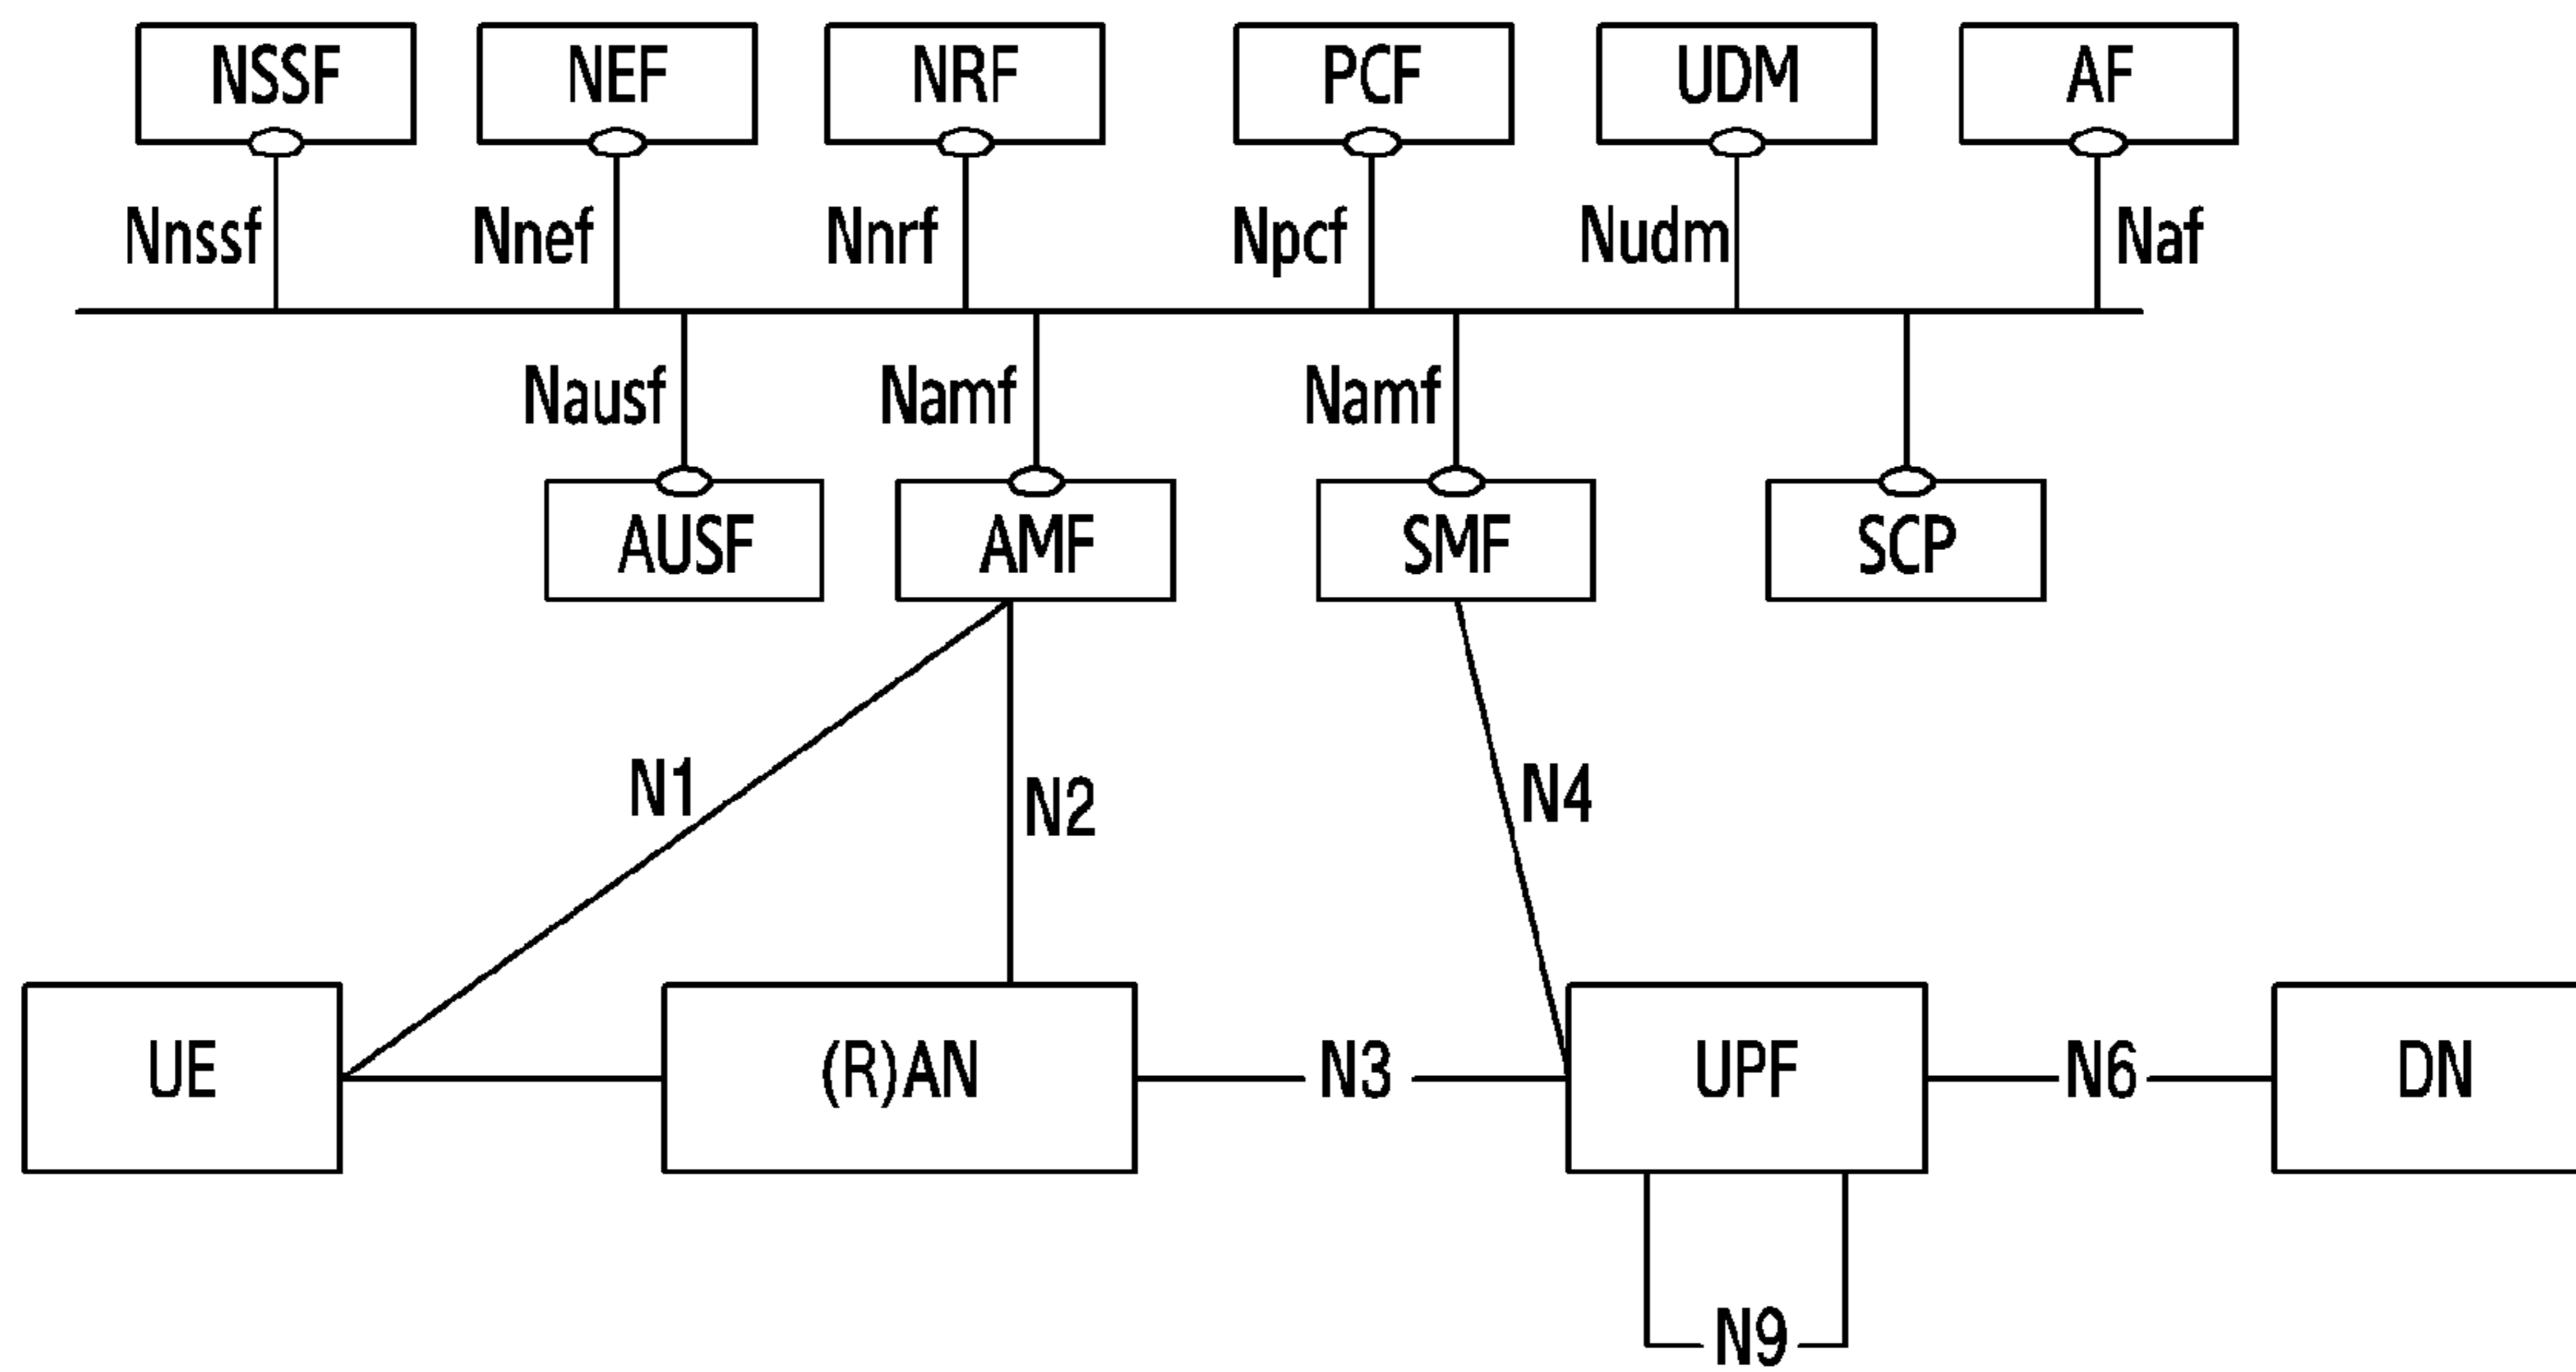 NSSF NEF NRF PCF UDM AF
Nnssf Nnef Nnrf Npcf Nudm Naf
Nausf Namf Namf
AUSF AMF SMF SCP
N1 N2 N4
UE (R)AN N3 UPF N6 DN
N9